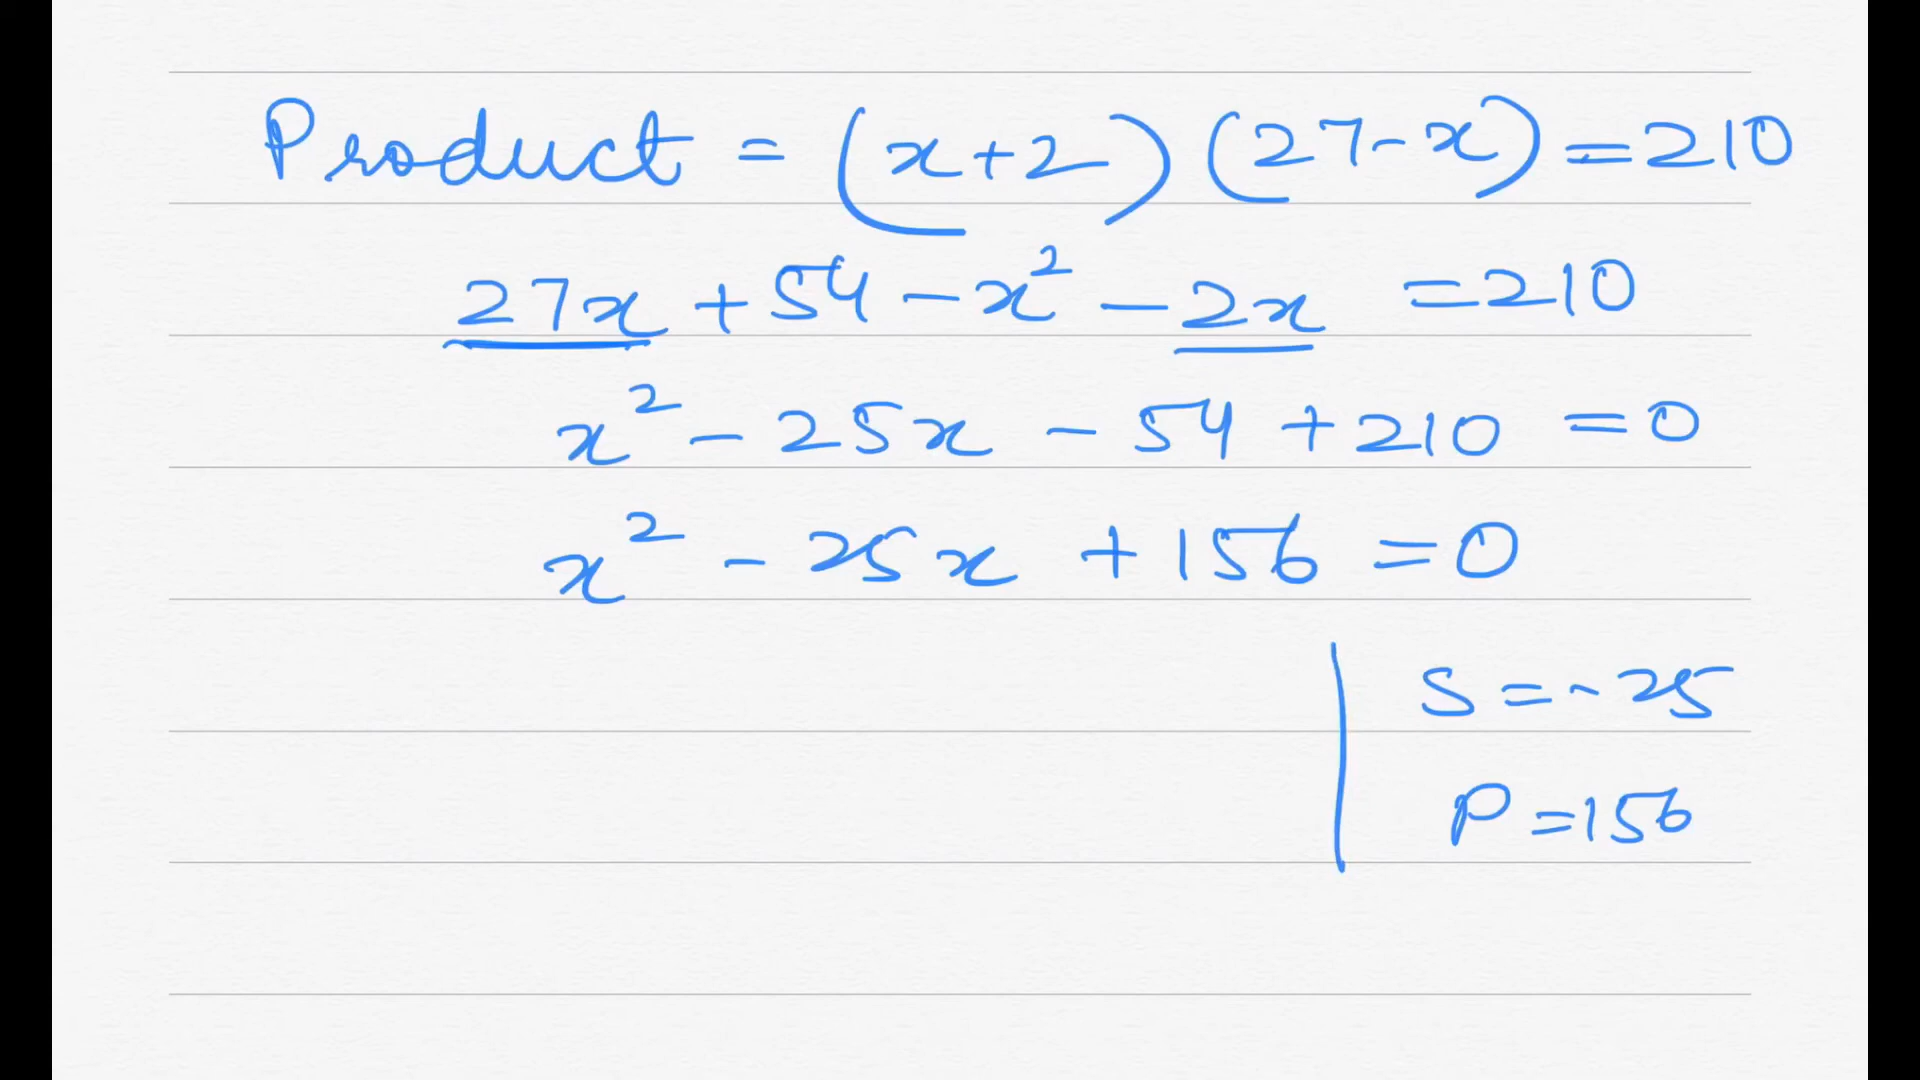 Product = (x+2)(27-x)=210
27x+54-x²-2x =210
x²-25x-54+210=0
x²-25x+156=0
S=-25
P=156